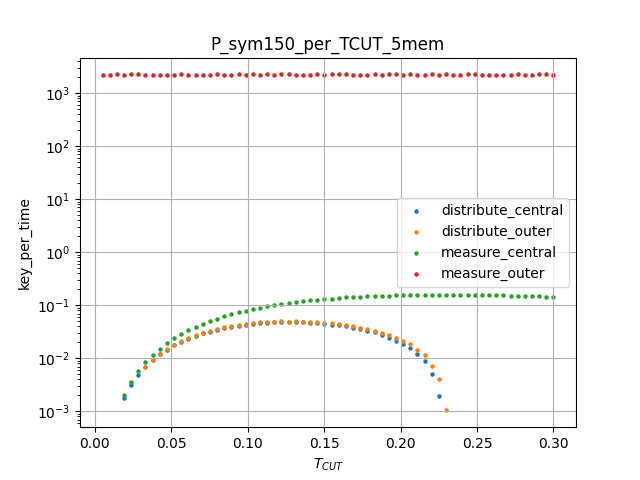 P_sym150_per_TCUT_5mem
key_per_time
10³
10²
10¹
10⁰
10⁻¹
10⁻²
10⁻³
distribute_central
distribute_outer
measure_central
measure_outer
0.00 0.05 0.10 0.15 0.20 0.25 0.30
T_CUT